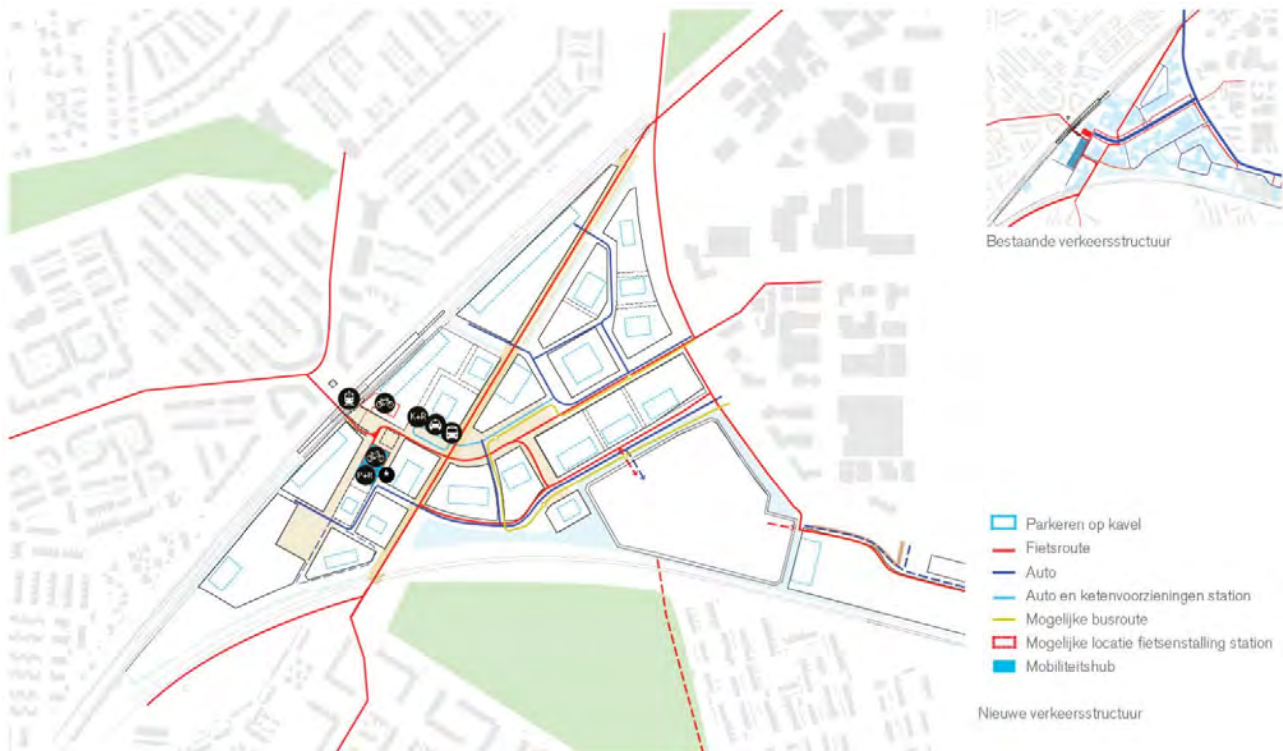 Bestaande verkeersstructuur
K+R
P+R
Parkeren op kavel
Fietsroute
Auto
Auto en ketenvoorzieningen station
Mogelijke busroute
Mogelijke locatie fietsenstalling station
Mobiliteitshub
Nieuwe verkeersstructuur